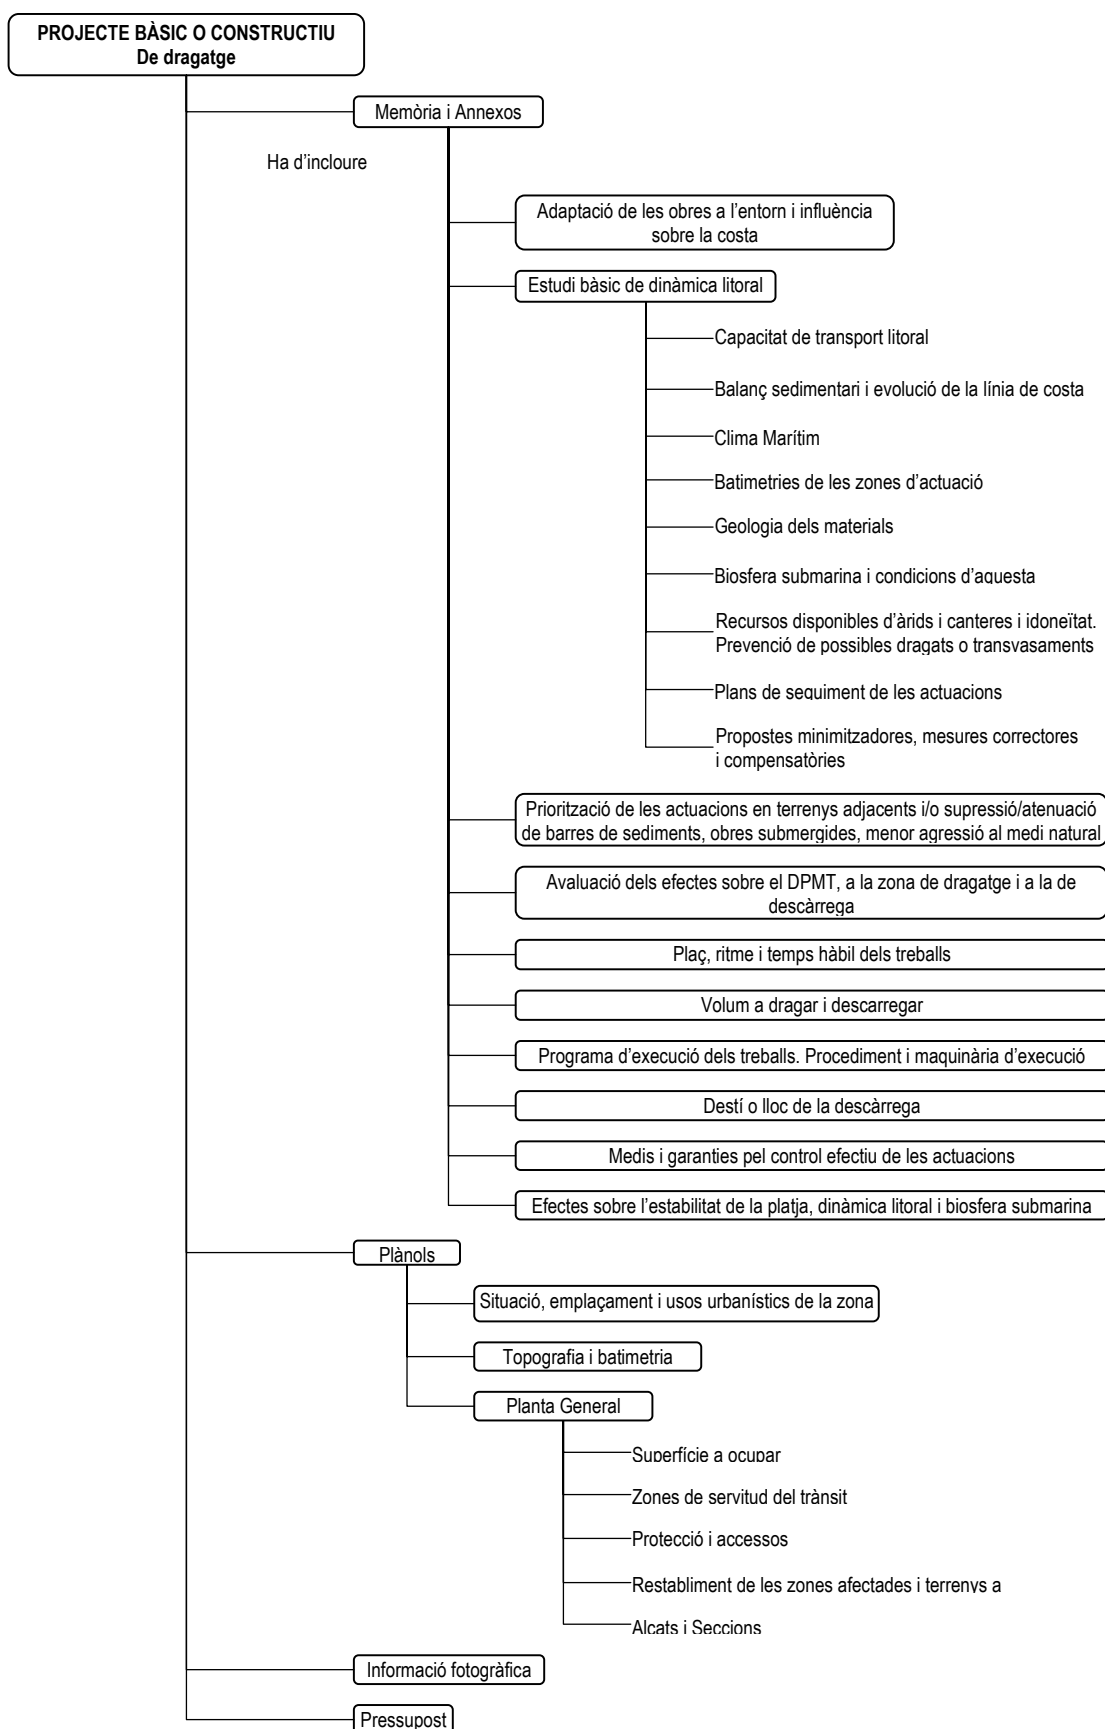 PROJECTE BÀSIC O CONSTRUCTIU
De dragatge
Memòria i Annexos
Ha d'incloure
Adaptació de les obres a l'entorn i influència
sobre la costa
Estudi bàsic de dinàmica litoral
Capacitat de transport litoral
Balanç sedimentari i evolució de la línia de costa
Clima Marítim
Batimetries de les zones d'actuació
Geologia dels materials
Biosfera submarina i condicions d'aquesta
Recursos disponibles d'àrids i canteres i idoneïtat.
Prevenció de possibles dragats o transvasaments
Plans de seguiment de les actuacions
Propostes minimitzadores, mesures correctores
i compensatòries
Priorització de les actuacions en terrenys adjacents i/o supressió/atenuació
de barres de sediments, obres submergides, menor agressió al medi natural
Avaluació dels efectes sobre el DPMT, a la zona de dragatge i a la de
descàrrega
Plaç, ritme i temps hàbil dels treballs
Volum a dragar i descarregar
Programa d'execució dels treballs. Procediment i maquinària d'execució
Destí o lloc de la descàrrega
Medis i garanties pel control efectiu de les actuacions
Efectes sobre l'estabilitat de la platja, dinàmica litoral i biosfera submarina
Plànols
Situació, emplaçament i usos urbanístics de la zona
Topografia i batimetria
Planta General
Superfície a ocupar
Zones de servitud del trànsit
Protecció i accessos
Restabliment de les zones afectades i terrenys a
Alçats i Seccions
Informació fotogràfica
Pressupost